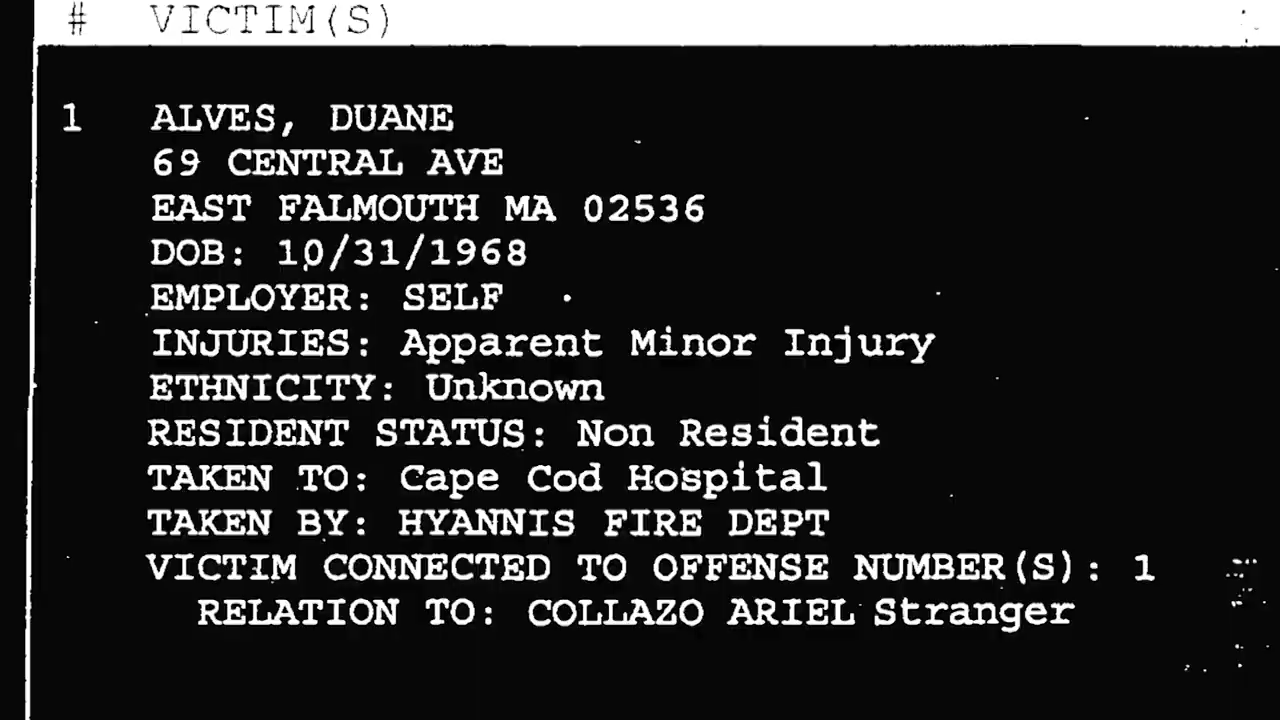 # VICTIM(S)
1 ALVES, DUANE
69 CENTRAL AVE
EAST FALMOUTH MA 02536
DOB: 10/31/1968
EMPLOYER: SELF
INJURIES: Apparent Minor Injury
ETHNICITY: Unknown
RESIDENT STATUS: Non Resident
TAKEN TO: Cape Cod Hospital
TAKEN BY: HYANNIS FIRE DEPT
VICTIM CONNECTED TO OFFENSE NUMBER(S): 1
RELATION TO: COLLAZO ARIEL Stranger